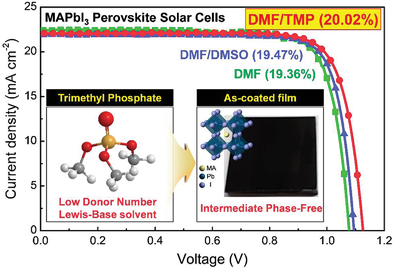 MAPbI₃ Perovskite Solar Cells
DMF/TMP (20.02%)
DMF/DMSO (19.47%)
DMF (19.36%)
Trimethyl Phosphate
As-coated film
MA
Pb
I
Low Donor Number
Lewis-Base solvent
Intermediate Phase-Free
Current density (mA cm⁻²)
25
20
15
10
5
0
0.0 0.2 0.4 0.6 0.8 1.0 1.2
Voltage (V)